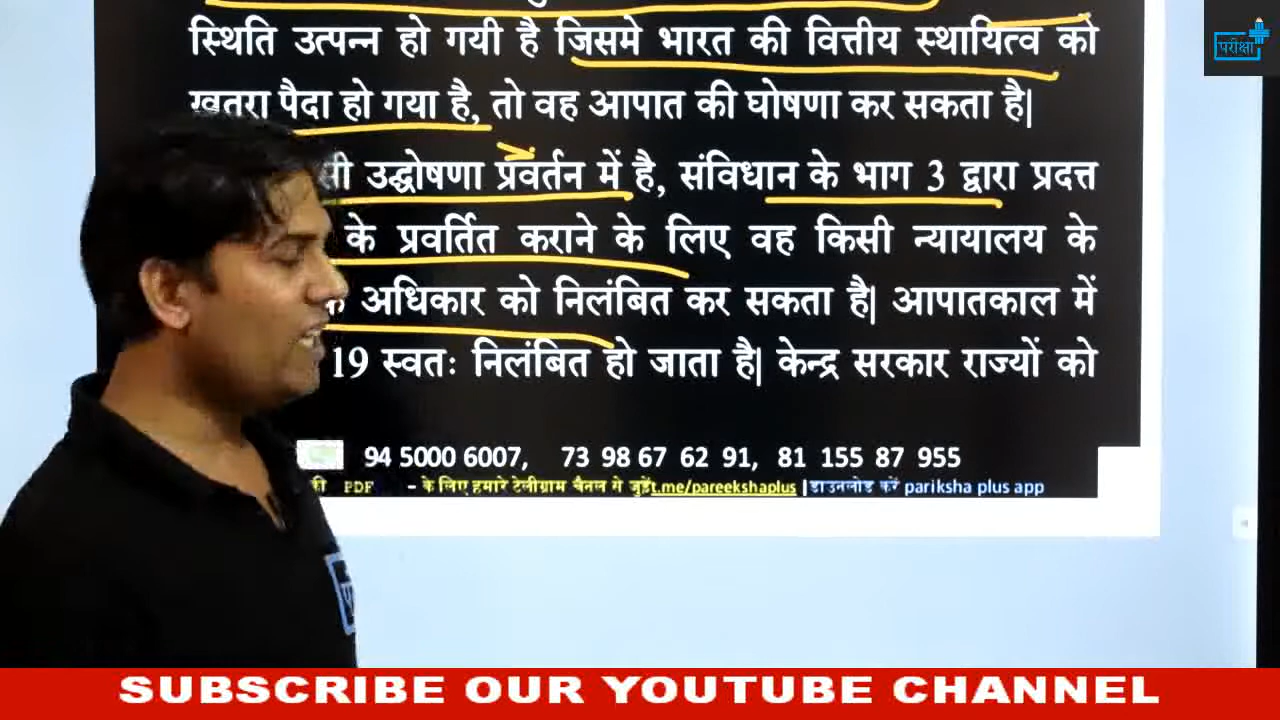 परीक्षा
स्थिति उत्पन्न हो गयी है जिसमे भारत की वित्तीय स्थायित्व को
खतरा पैदा हो गया है, तो वह आपात की घोषणा कर सकता है|
उद्घोषणा प्रवर्तन में है, संविधान के भाग 3 द्वारा प्रदत्त
के प्रवर्तित कराने के लिए वह किसी न्यायालय के
अधिकार को निलंबित कर सकता है| आपातकाल में
19 स्वतः निलंबित हो जाता है| केन्द्र सरकार राज्यों को
94 5000 6007, 73 98 67 62 91, 81 155 87 955
की PDF - के लिए हमारे टेलीग्राम चैनल से जुड़ें t.me/pareekshaplus | डाउनलोड करें pariksha plus app
SUBSCRIBE OUR YOUTUBE CHANNEL